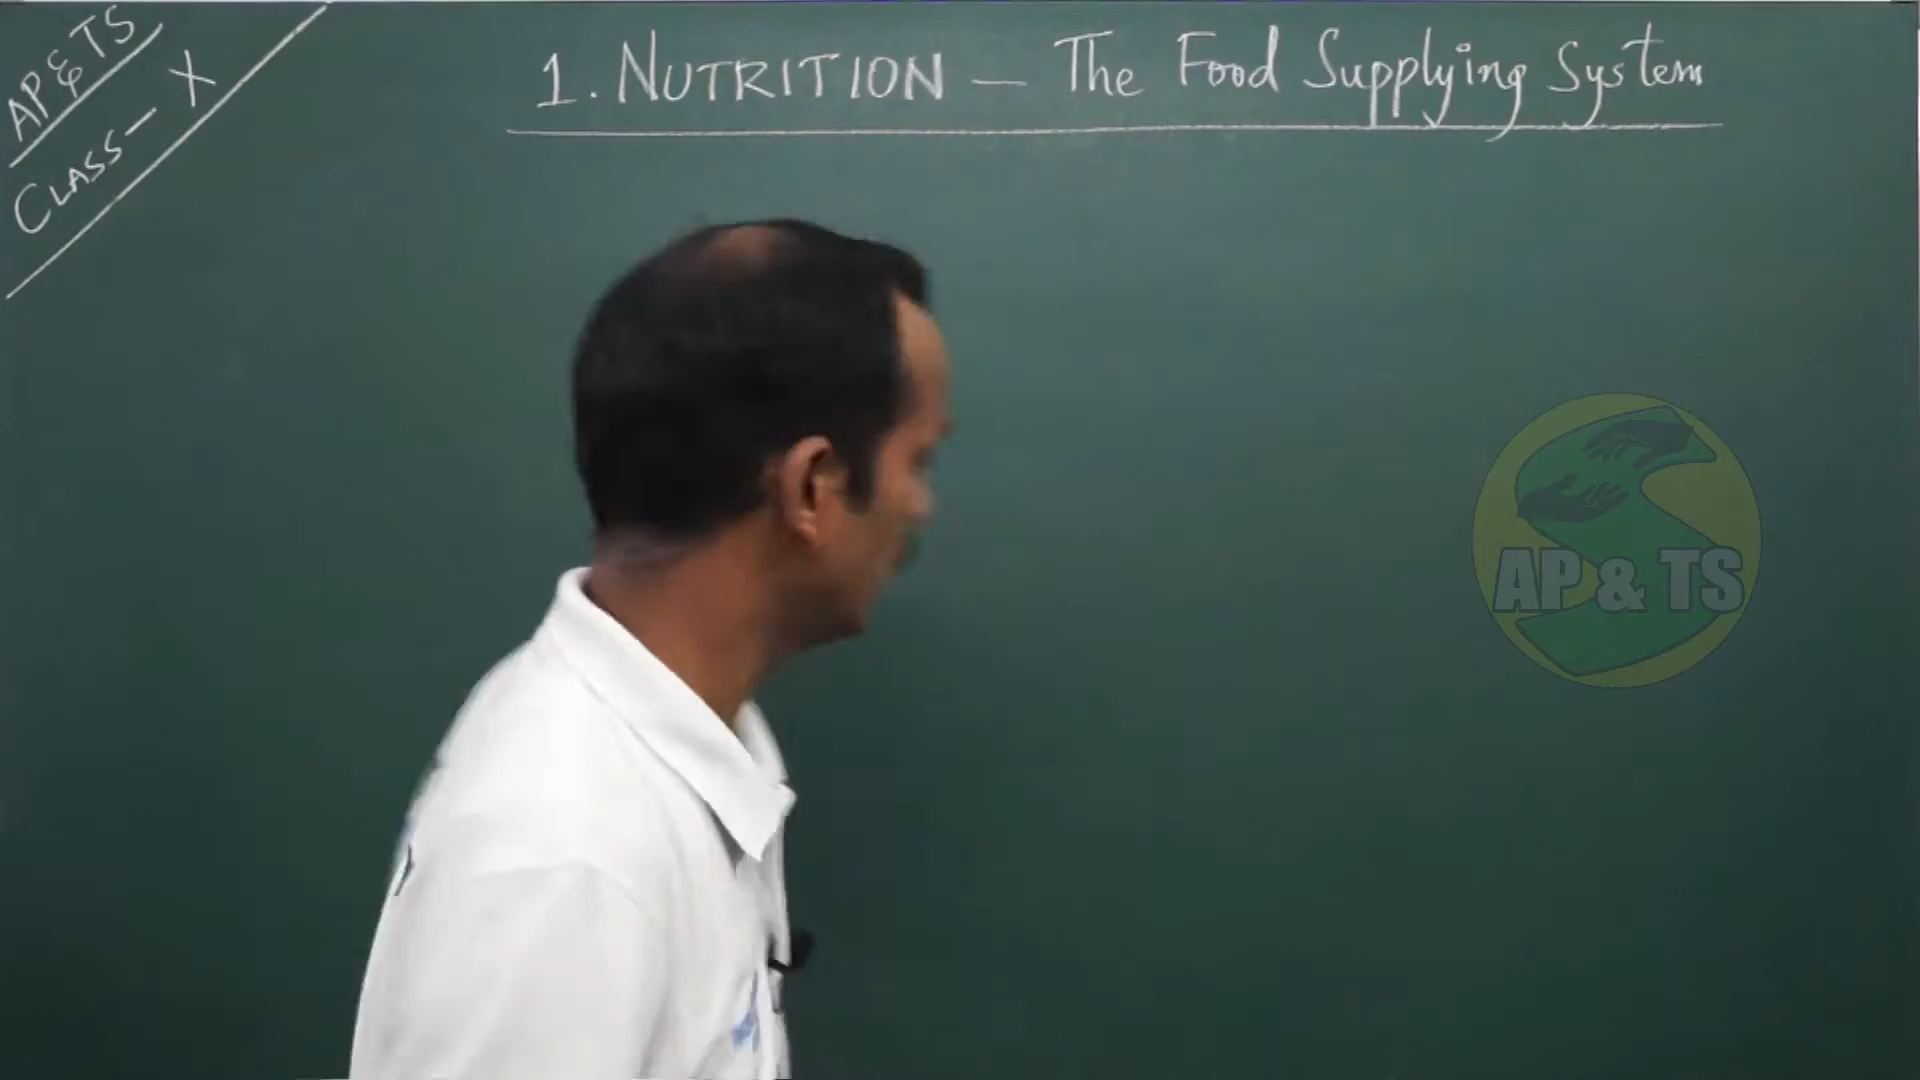 AP & TS
CLASS - X
1. NUTRITION - The Food Supplying System
AP & TS